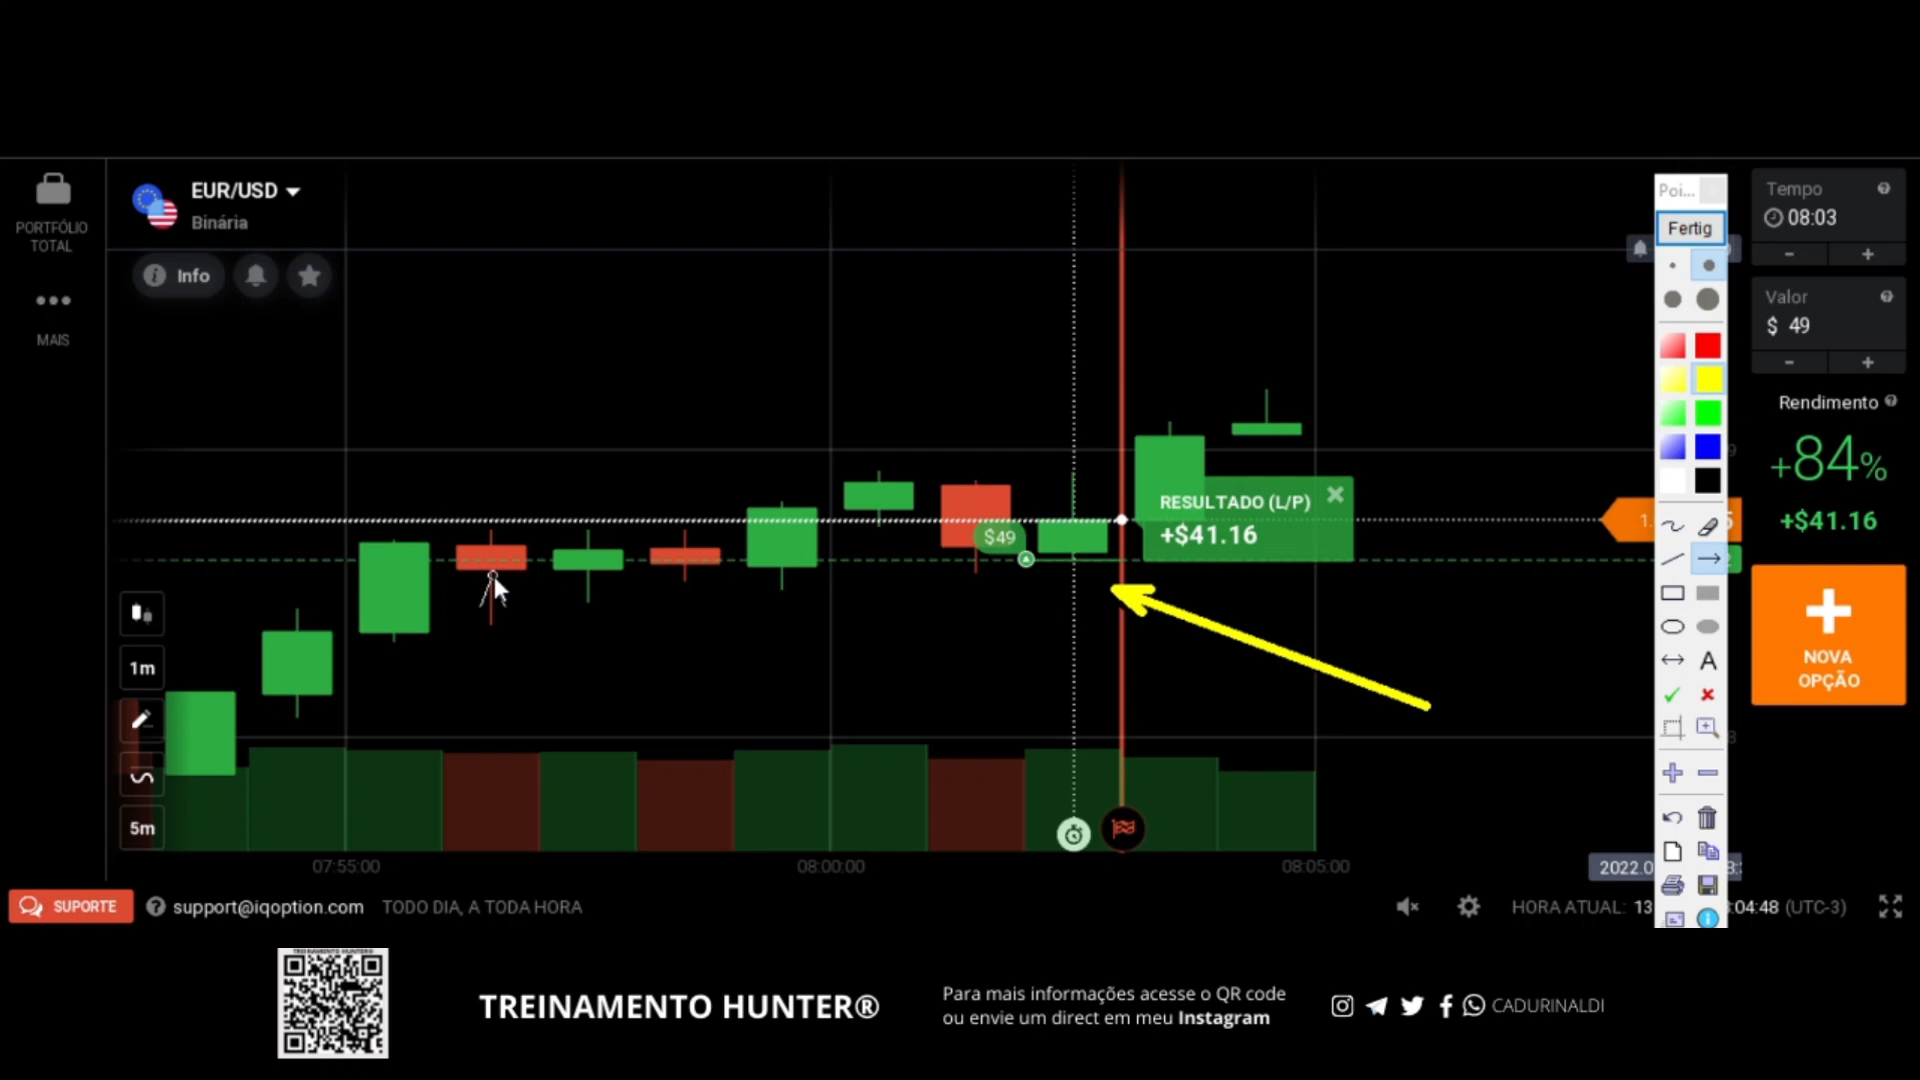 PORTFÓLIO
TOTAL
MAIS
EUR/USD
Binária
Info
1m
5m
$49
RESULTADO (L/P)
+$41.16
Poi...
Fertig
A
Tempo
08:03
Valor
$ 49
Rendimento
+84%
+$41.16
NOVA
OPÇÃO
07:55:00
08:00:00
08:05:00
SUPORTE
support@iqoption.com
TODO DIA, A TODA HORA
HORA ATUAL:
(UTC-3)
TREINAMENTO HUNTER®
Para mais informações acesse o QR code
ou envie um direct em meu Instagram
CADURINALDI